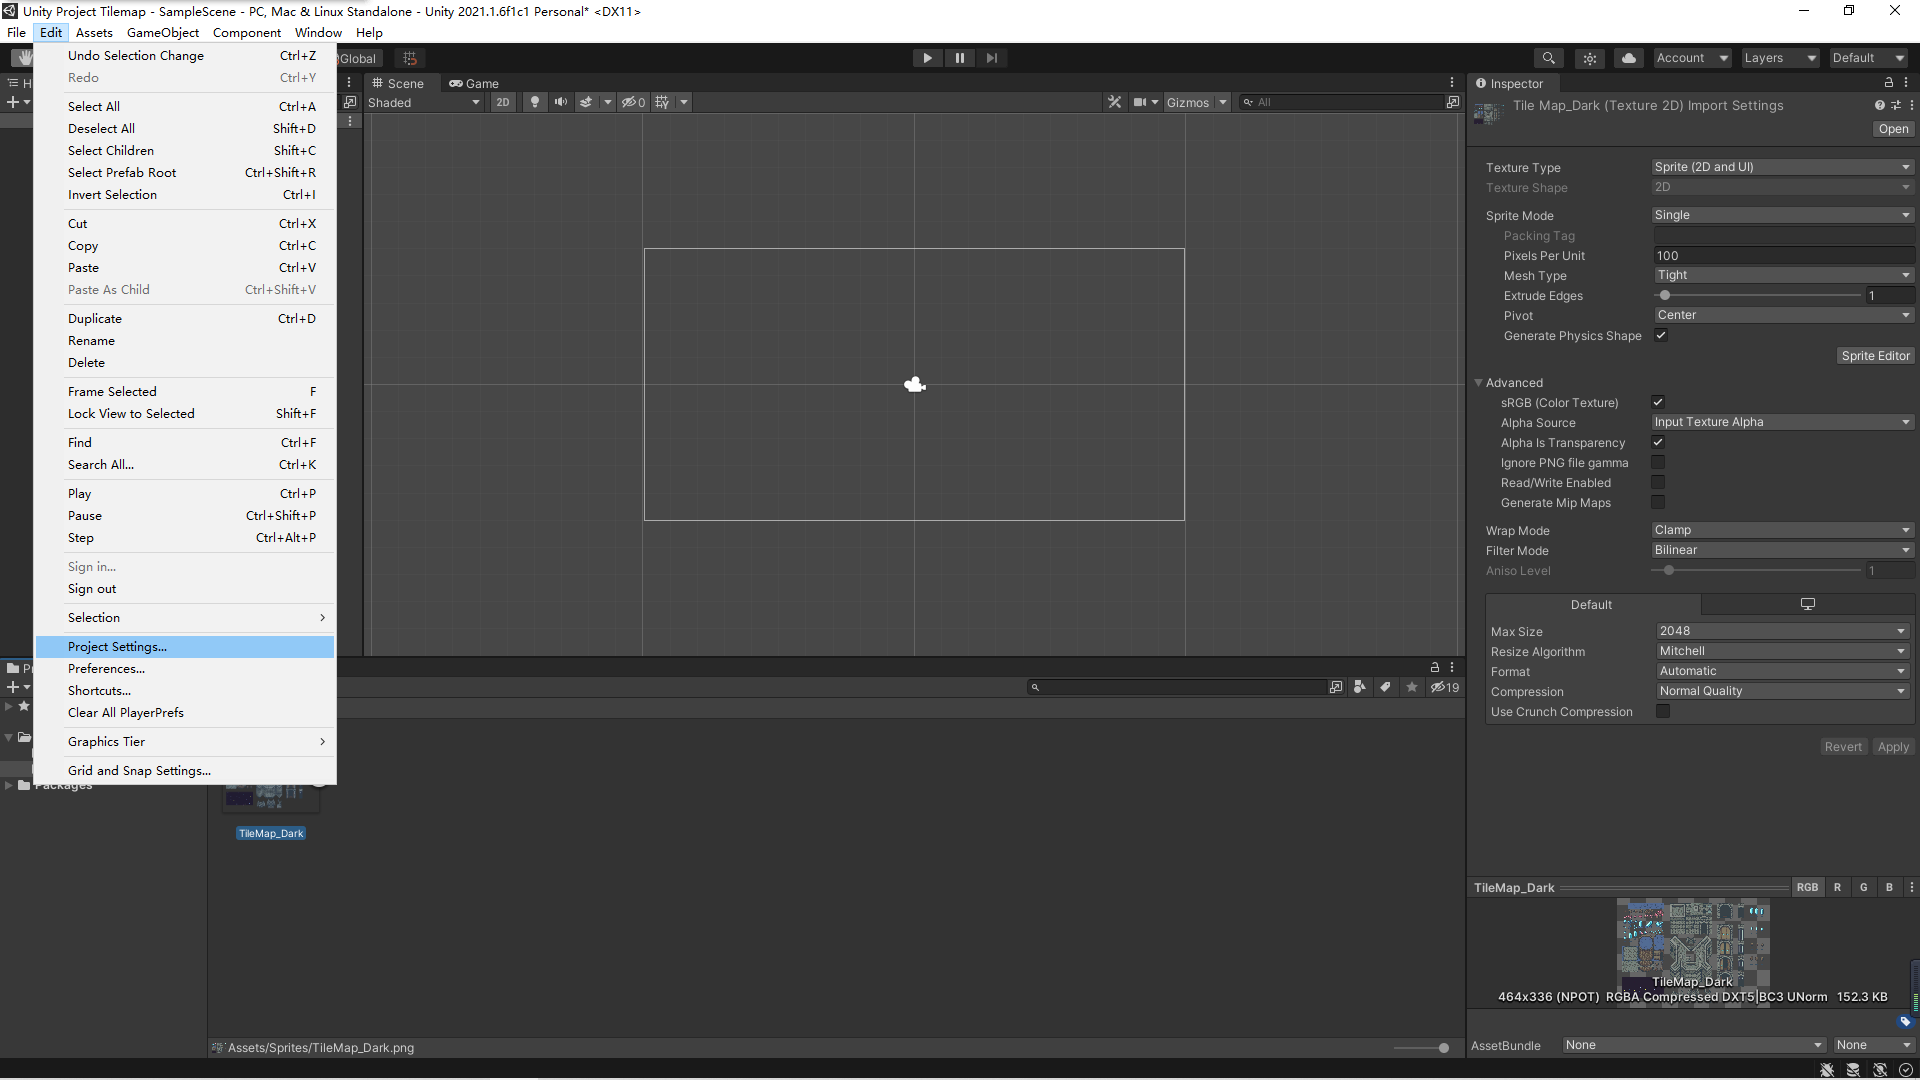 Unity Project Tilemap - SampleScene - PC, Mac & Linux Standalone - Unity 2021.1.6f1c1 Personal* <DX11>
File Edit Assets GameObject Component Window Help
Global Account Layers Default
Undo Selection Change Ctrl+Z
Redo Ctrl+Y
Select All Ctrl+A
Deselect All Shift+D
Select Children Shift+C
Select Prefab Root Ctrl+Shift+R
Invert Selection Ctrl+I
Cut Ctrl+X
Copy Ctrl+C
Paste Ctrl+V
Paste As Child Ctrl+Shift+V
Duplicate Ctrl+D
Rename
Delete
Frame Selected F
Lock View to Selected Shift+F
Find Ctrl+F
Search All... Ctrl+K
Play Ctrl+P
Pause Ctrl+Shift+P
Step Ctrl+Alt+P
Sign in...
Sign out
Selection
Project Settings...
Preferences...
Shortcuts...
Clear All PlayerPrefs
Graphics Tier
Grid and Snap Settings...
Scene Game
Shaded 2D 0 Gizmos All
19
Packages
TileMap_Dark
Assets/Sprites/TileMap_Dark.png
Inspector
Tile Map_Dark (Texture 2D) Import Settings
Open
Texture Type Sprite (2D and UI)
Texture Shape 2D
Sprite Mode Single
Packing Tag
Pixels Per Unit 100
Mesh Type Tight
Extrude Edges 1
Pivot Center
Generate Physics Shape
Sprite Editor
Advanced
sRGB (Color Texture)
Alpha Source Input Texture Alpha
Alpha Is Transparency
Ignore PNG file gamma
Read/Write Enabled
Generate Mip Maps
Wrap Mode Clamp
Filter Mode Bilinear
Aniso Level 1
Default
Max Size 2048
Resize Algorithm Mitchell
Format Automatic
Compression Normal Quality
Use Crunch Compression
Revert Apply
TileMap_Dark RGB R G B
TileMap_Dark
464x336 (NPOT) RGBA Compressed DXT5|BC3 UNorm 152.3 KB
AssetBundle None None